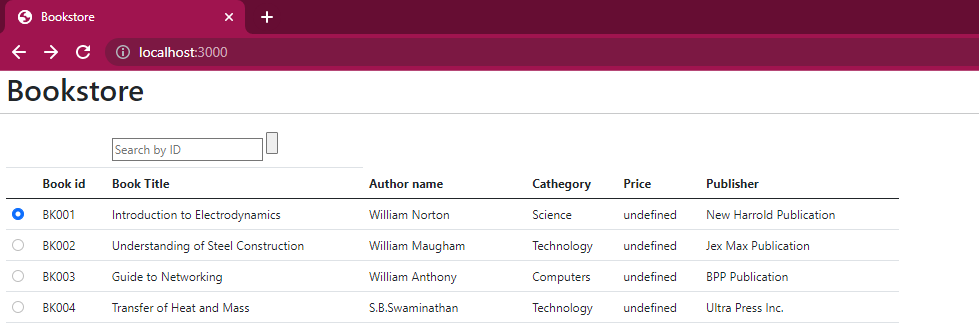 Bookstore
localhost:3000
Bookstore
Search by ID
Book id Book Title Author name Cathegory Price Publisher
BK001 Introduction to Electrodynamics William Norton Science undefined New Harrold Publication
BK002 Understanding of Steel Construction William Maugham Technology undefined Jex Max Publication
BK003 Guide to Networking William Anthony Computers undefined BPP Publication
BK004 Transfer of Heat and Mass S.B.Swaminathan Technology undefined Ultra Press Inc.